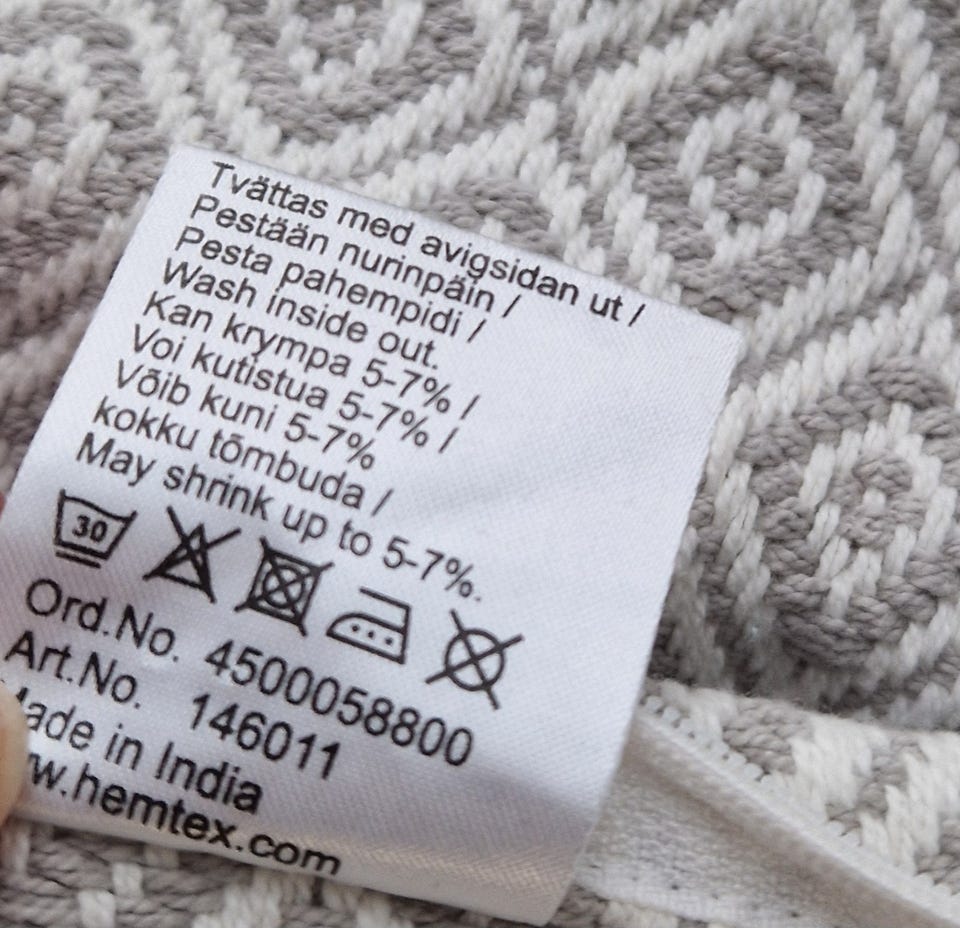 Tvättas med avigsidan ut /
Pestään nurinpäin /
Pesta pahempidi /
Wash inside out.
Kan krympa 5-7% /
Voi kutistua 5-7% /
Võib kuni 5-7%
kokku tõmbuda /
May shrink up to 5-7%.
30
Ord.No. 4500058800
Art.No. 146011
Made in India
w.hemtex.com